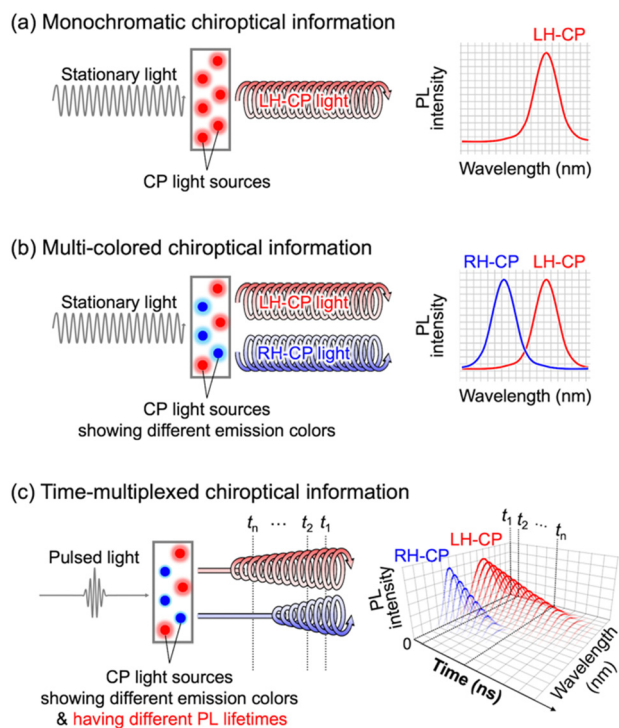 (a) Monochromatic chiroptical information
Stationary light
LH-CP light
CP light sources
LH-CP
PL
intensity
Wavelength (nm)
(b) Multi-colored chiroptical information
Stationary light
LH-CP light
RH-CP light
CP light sources
showing different emission colors
RH-CP LH-CP
PL
intensity
Wavelength (nm)
(c) Time-multiplexed chiroptical information
Pulsed light
tn ... t2 t1
CP light sources
showing different emission colors
& having different PL lifetimes
t1 t2 ... tn
RH-CP LH-CP
PL
intensity
0
Time (ns)
Wavelength
(nm)